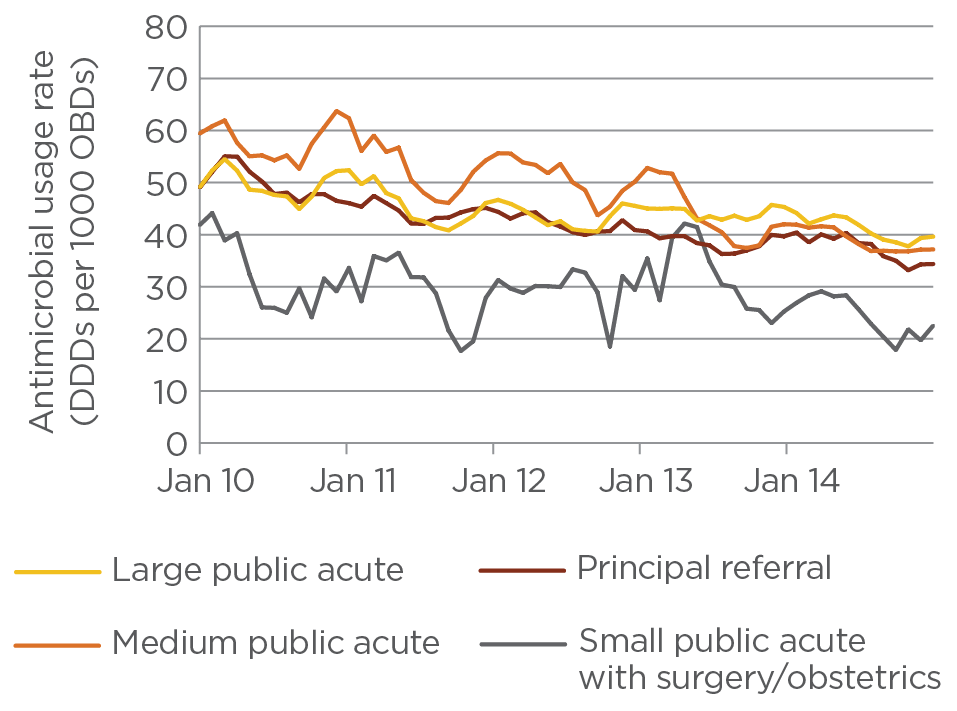 Antimicrobial usage rate
(DDDs per 1000 OBDs)
80
70
60
50
40
30
20
10
0
Jan 10
Jan 11
Jan 12
Jan 13
Jan 14
Large public acute
Principal referral
Medium public acute
Small public acute
with surgery/obstetrics